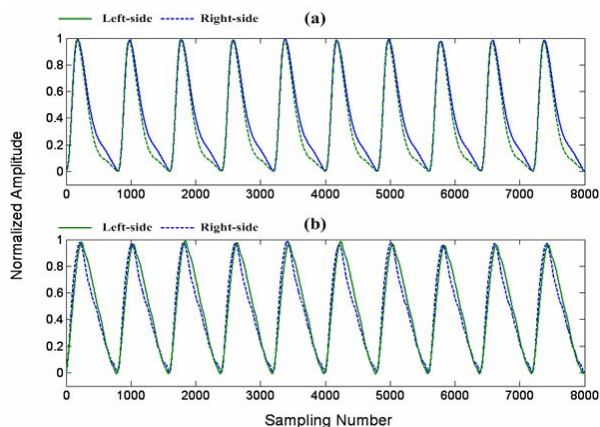 Left-side Right-side (a)
1
0.8
0.6
0.4
0.2
0
0 1000 2000 3000 4000 5000 6000 7000 8000
Normalized Amplitude
Left-side Right-side (b)
1
0.8
0.6
0.4
0.2
0
0 1000 2000 3000 4000 5000 6000 7000 8000
Sampling Number